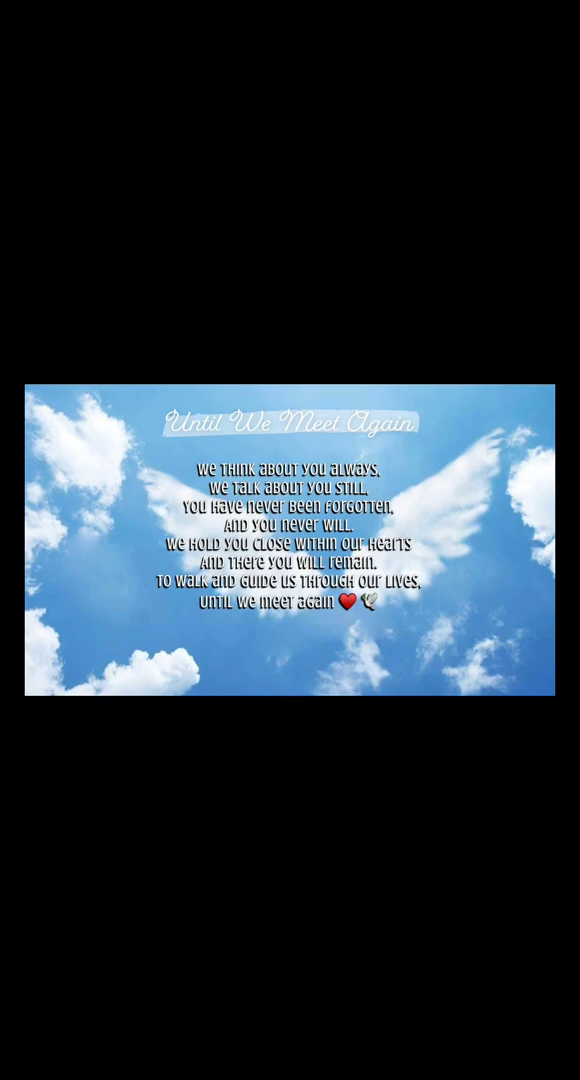 Until We Meet Again
We think about you always,
We talk about you still,
You have never been forgotten,
And you never will.
We hold you close within our hearts
And there you will remain.
To walk and guide us through our lives,
Until we meet again ❤️ 🕊️